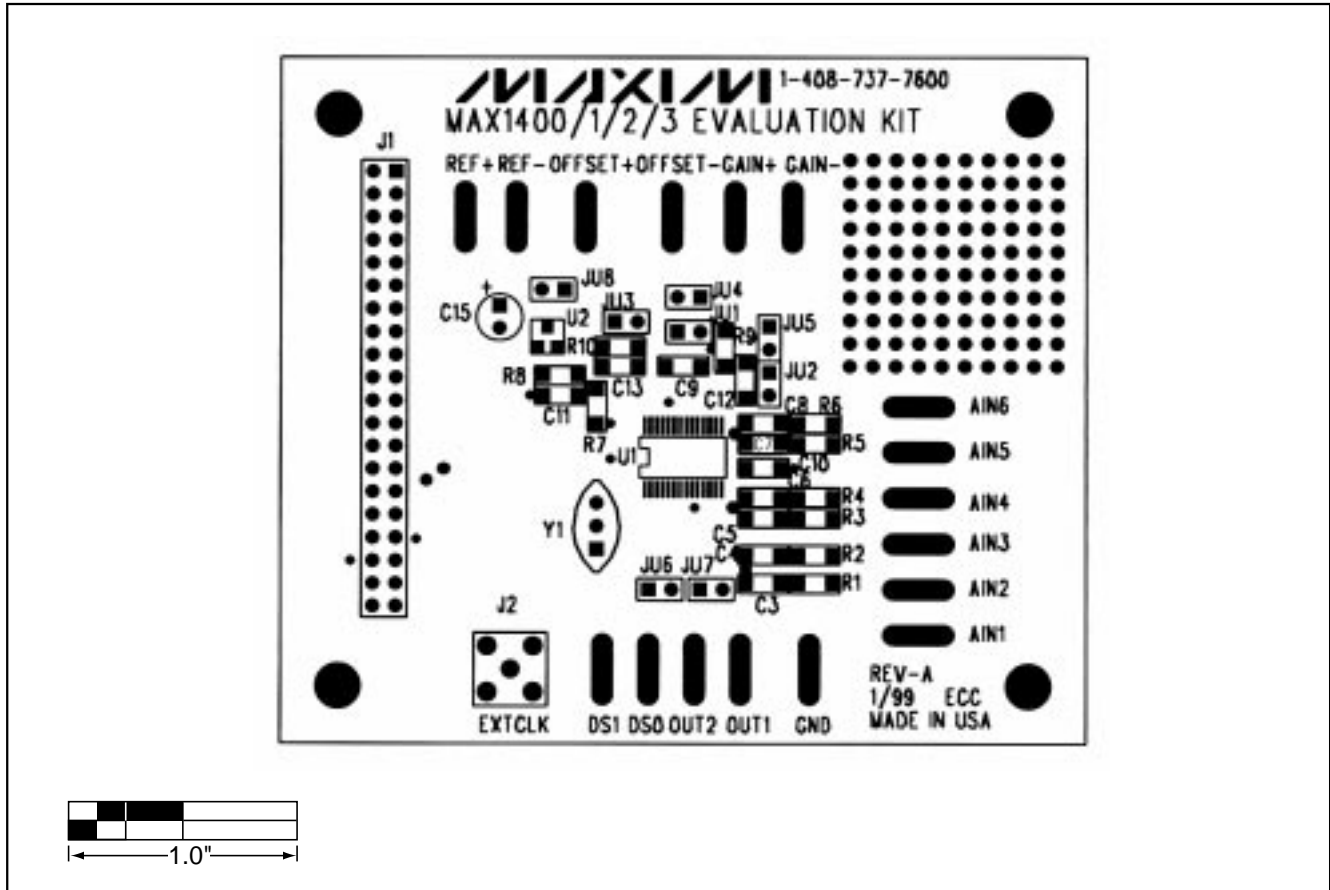 MAXIM 1-408-737-7600
MAX1400/1/2/3 EVALUATION KIT
J1
REF+ REF- OFFSET+ OFFSET- GAIN+ GAIN-
JU8
JU4
C15
+
JU3
JU1
U2
JU5
R10
R9
R8
C13
C9
JU2
C11
C12
C8 R6
AIN6
R7
U1
C7
R5
C10
AIN5
C6
R4
AIN4
R3
Y1
C5
AIN3
C4
R2
JU6 JU7
R1
AIN2
J2
C3
AIN1
REV-A
1/99 ECC
MADE IN USA
EXTCLK DS1 DS0 OUT2 OUT1 GND
1.0"